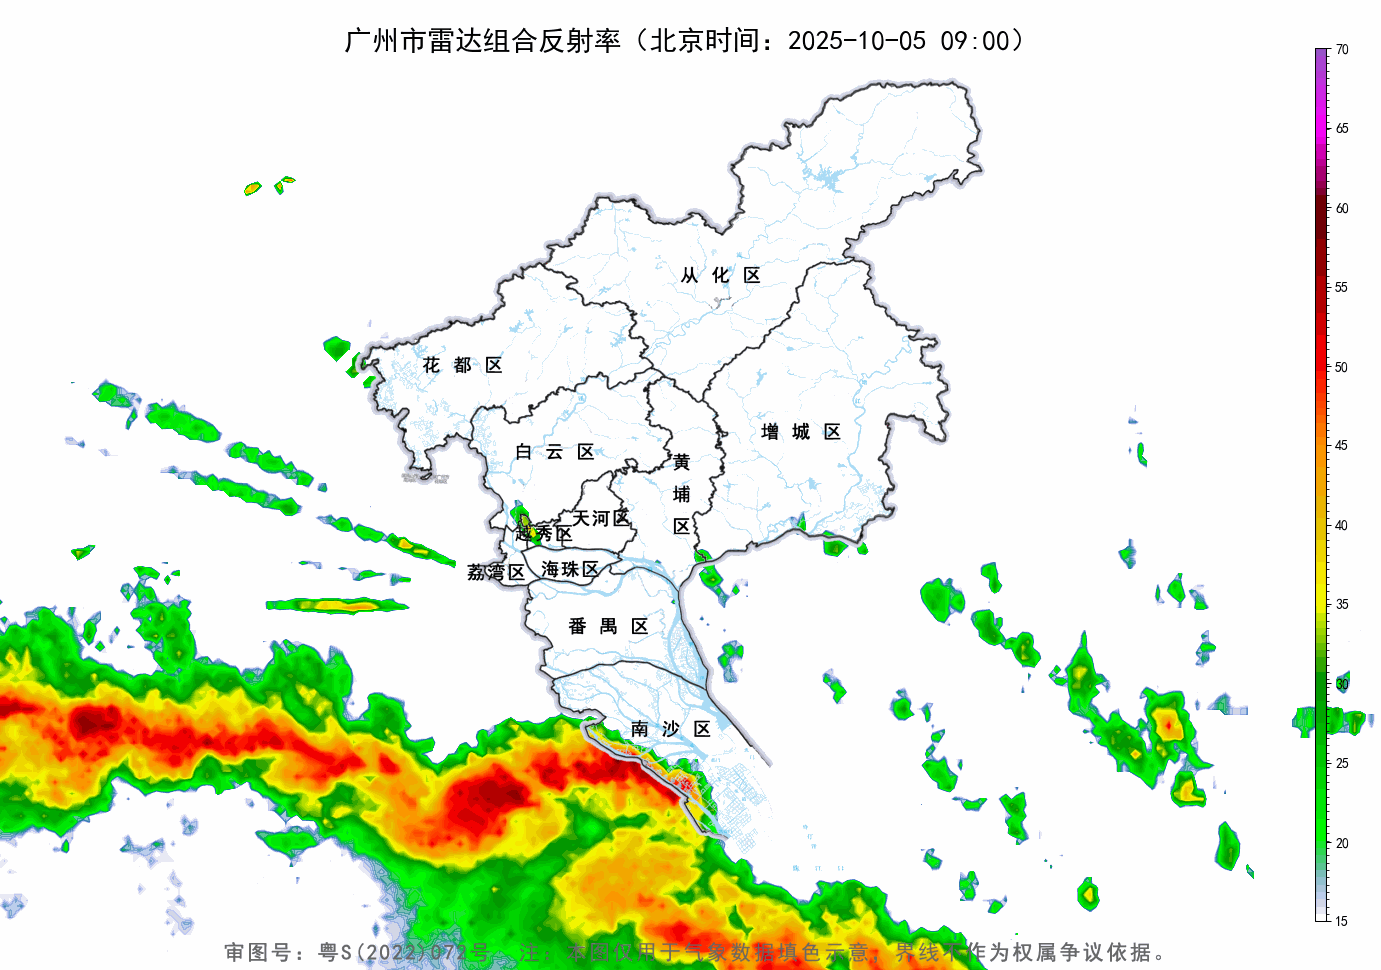 广州市雷达组合反射率（北京时间：2025-10-05 09:00）
70
65
60
55
50
45
40
35
30
25
20
15
从化区
花都区
增城区
白云区
黄埔区
天河区
越秀区
海珠区
荔湾区
番禺区
南沙区
审图号：粤S(2022)072号 注：本图仅用于气象数据填色示意，界线不作为权属争议依据。